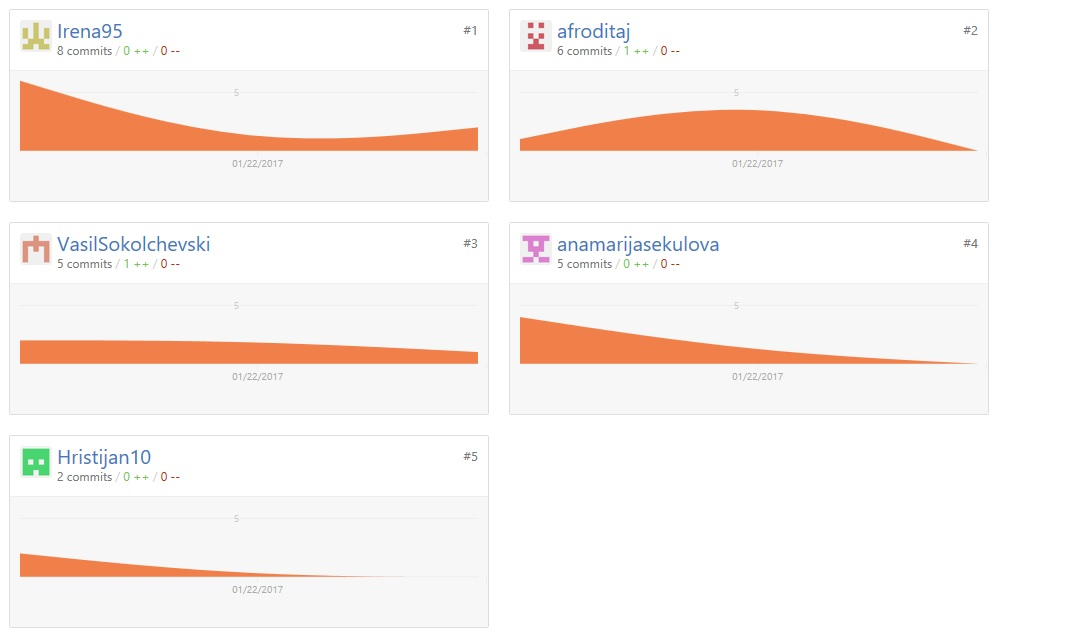 Irena95
#1
8 commits / 0 ++ / 0 --
5
01/22/2017
afroditaj
#2
6 commits / 1 ++ / 0 --
5
01/22/2017
VasilSokolchevski
#3
5 commits / 1 ++ / 0 --
5
01/22/2017
anamarijasekulova
#4
5 commits / 0 ++ / 0 --
5
01/22/2017
Hristijan10
#5
2 commits / 0 ++ / 0 --
5
01/22/2017